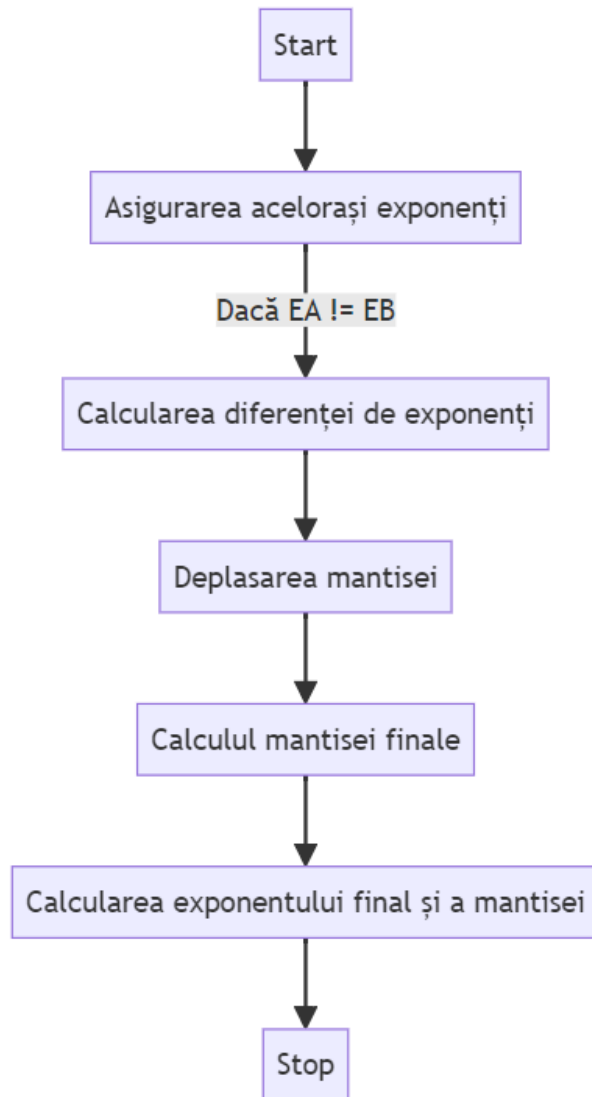 Start
Asigurarea acelorași exponenți
Dacă EA != EB
Calcularea diferenței de exponenți
Deplasarea mantisei
Calculul mantisei finale
Calcularea exponentului final și a mantisei
Stop